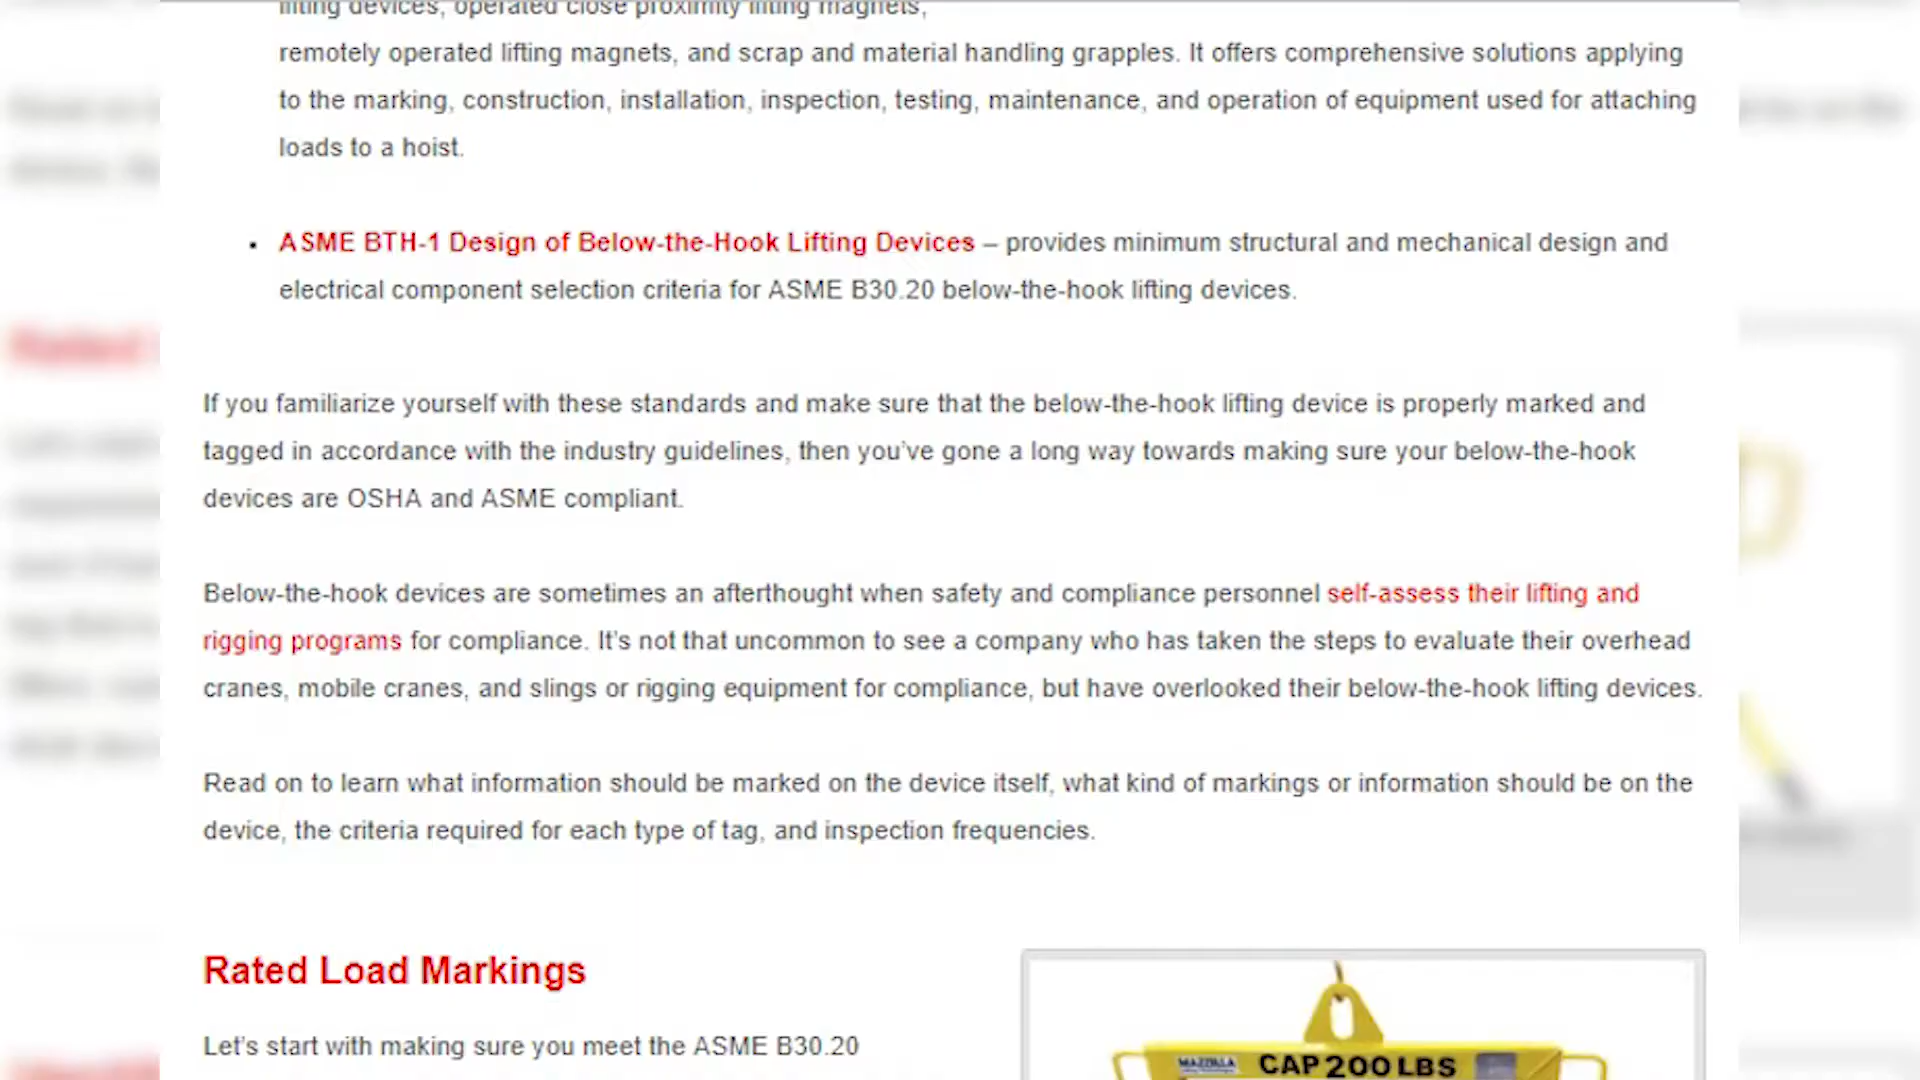 lifting devices, operated close proximity lifting magnets,
remotely operated lifting magnets, and scrap and material handling grapples. It offers comprehensive solutions applying
to the marking, construction, installation, inspection, testing, maintenance, and operation of equipment used for attaching
loads to a hoist.
• ASME BTH-1 Design of Below-the-Hook Lifting Devices – provides minimum structural and mechanical design and
electrical component selection criteria for ASME B30.20 below-the-hook lifting devices.
If you familiarize yourself with these standards and make sure that the below-the-hook lifting device is properly marked and
tagged in accordance with the industry guidelines, then you’ve gone a long way towards making sure your below-the-hook
devices are OSHA and ASME compliant.
Below-the-hook devices are sometimes an afterthought when safety and compliance personnel self-assess their lifting and
rigging programs for compliance. It’s not that uncommon to see a company who has taken the steps to evaluate their overhead
cranes, mobile cranes, and slings or rigging equipment for compliance, but have overlooked their below-the-hook lifting devices.
Read on to learn what information should be marked on the device itself, what kind of markings or information should be on the
device, the criteria required for each type of tag, and inspection frequencies.
Rated Load Markings
Let’s start with making sure you meet the ASME B30.20
MAZZELLA CAP 200 LBS